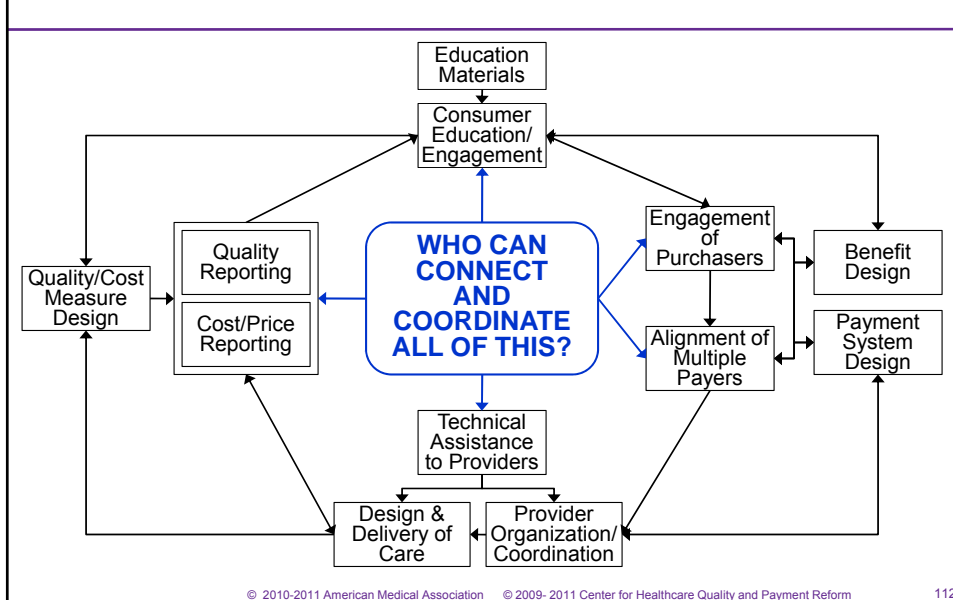 Education
Materials
Consumer
Education/
Engagement
WHO CAN
CONNECT
AND
COORDINATE
ALL OF THIS?
Quality/Cost
Measure
Design
Quality
Reporting
Cost/Price
Reporting
Engagement
of
Purchasers
Alignment of
Multiple
Payers
Benefit
Design
Payment
System
Design
Technical
Assistance
to Providers
Design &
Delivery of
Care
Provider
Organization/
Coordination
© 2010-2011 American Medical Association © 2009- 2011 Center for Healthcare Quality and Payment Reform 112